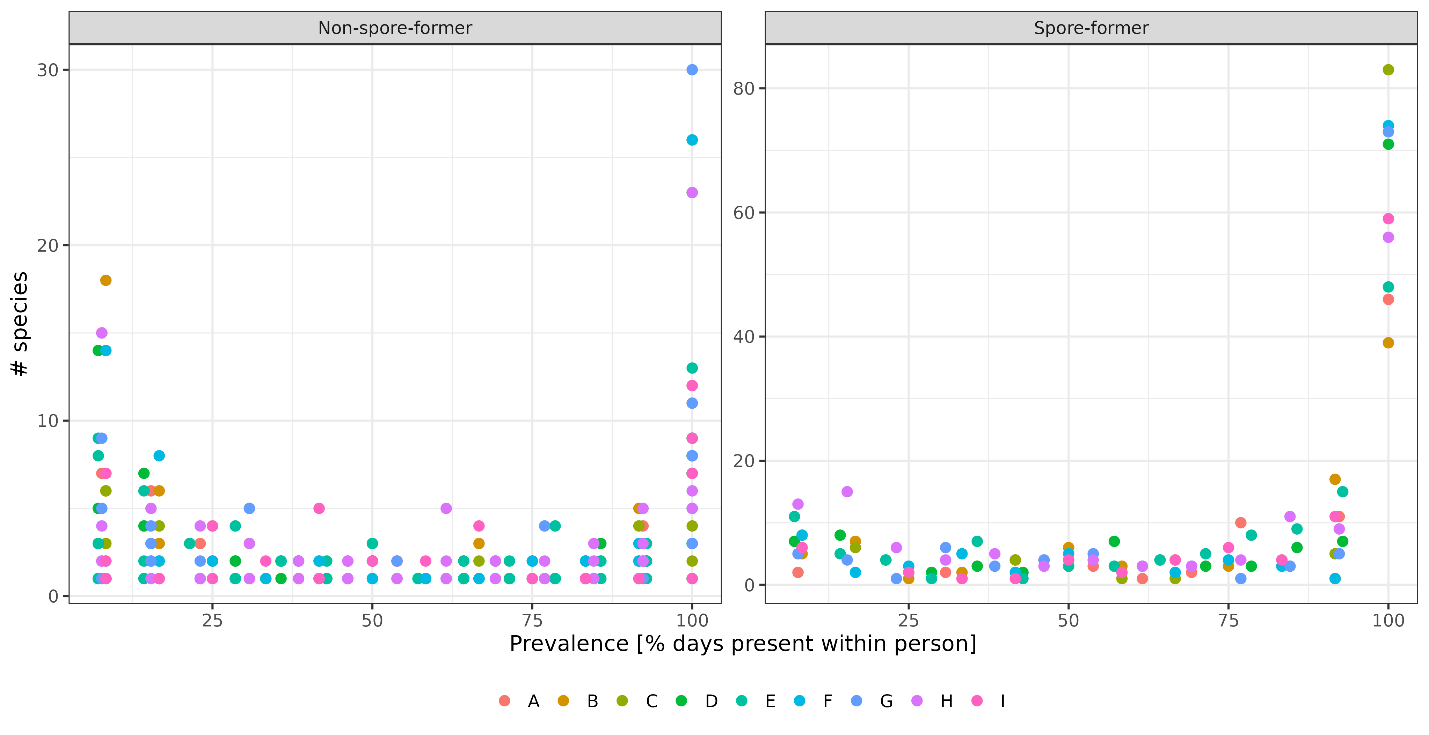 Non-spore-former Spore-former
30
20
10
0
80
60
40
20
0
# species
25 50 75 100 25 50 75 100
Prevalence [% days present within person]
A B C D E F G H I